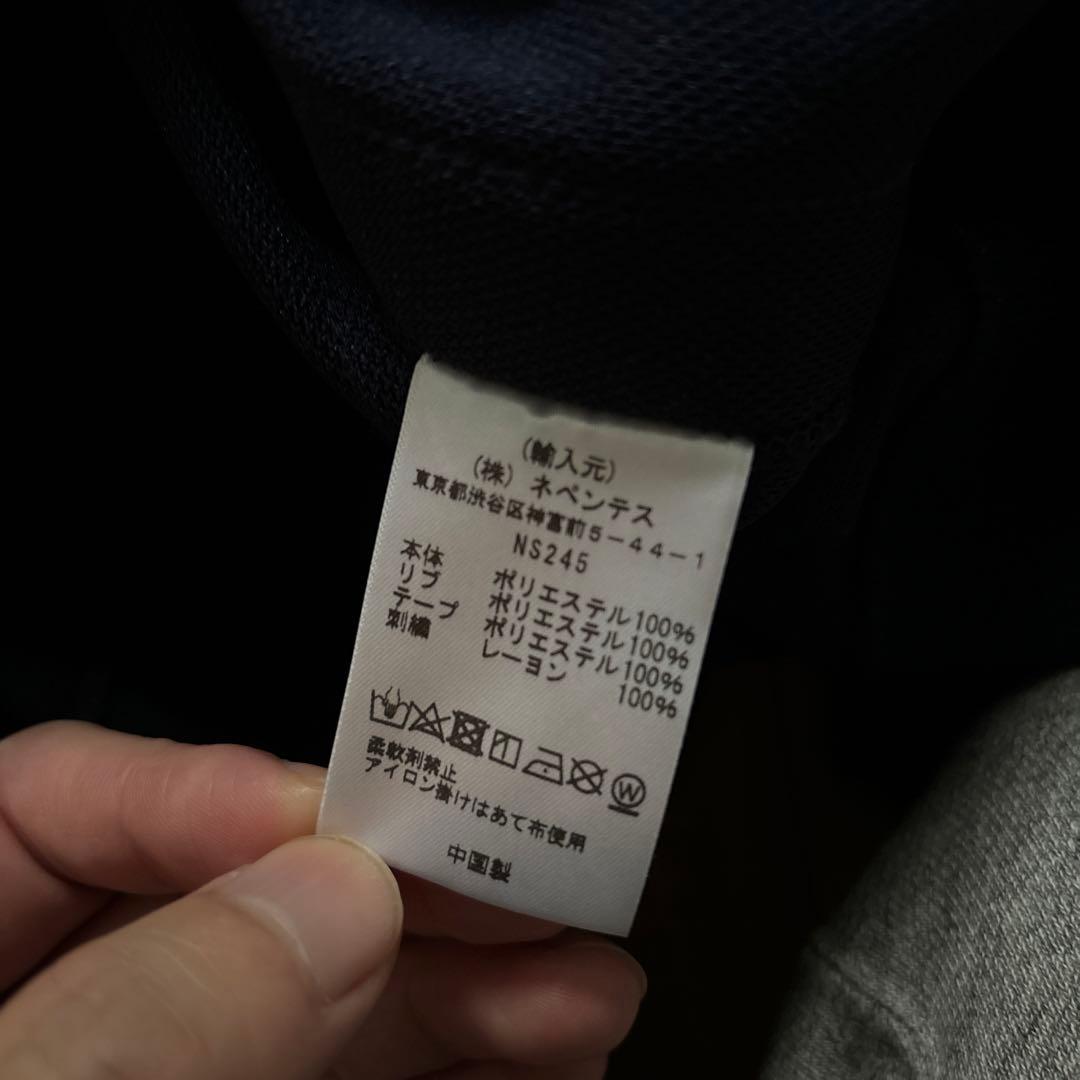 (輸入元)
(株) ネペンテス
東京都渋谷区神宮前5-44-1
NS245
本体 ポリエステル100%
リブ ポリエステル100%
テープ ポリエステル100%
刺繍 レーヨン 100%
W
柔軟剤禁止
アイロン掛けはあて布使用
中国製